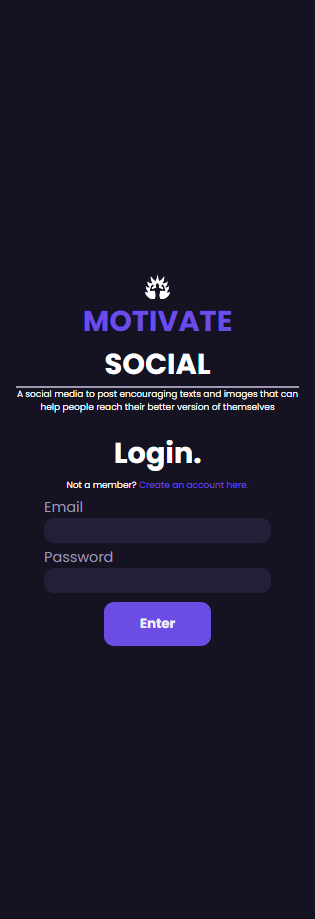 MOTIVATE
SOCIAL
A social media to post encouraging texts and images that can
help people reach their better version of themselves
Login.
Not a member? Create an account here.
Email
Password
Enter